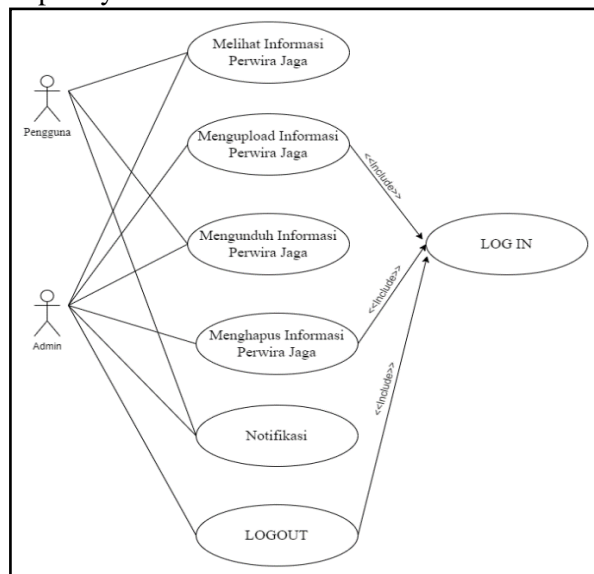 Melihat Informasi
Perwira Jaga
Pengguna
Mengupload Informasi
Perwira Jaga
<<Include>>
Mengunduh Informasi
Perwira Jaga
LOG IN
<<Include>>
Admin
Menghapus Informasi
Perwira Jaga
<<Include>>
Notifikasi
LOGOUT